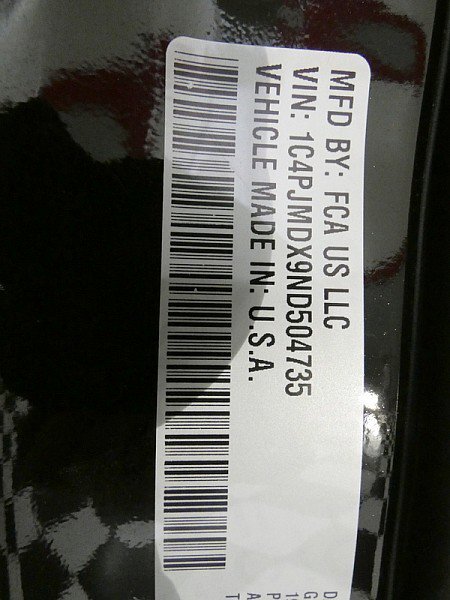 MFD BY: FCA US LLC
VIN: 1C4PJMDX9ND504735
VEHICLE MADE IN: U.S.A.